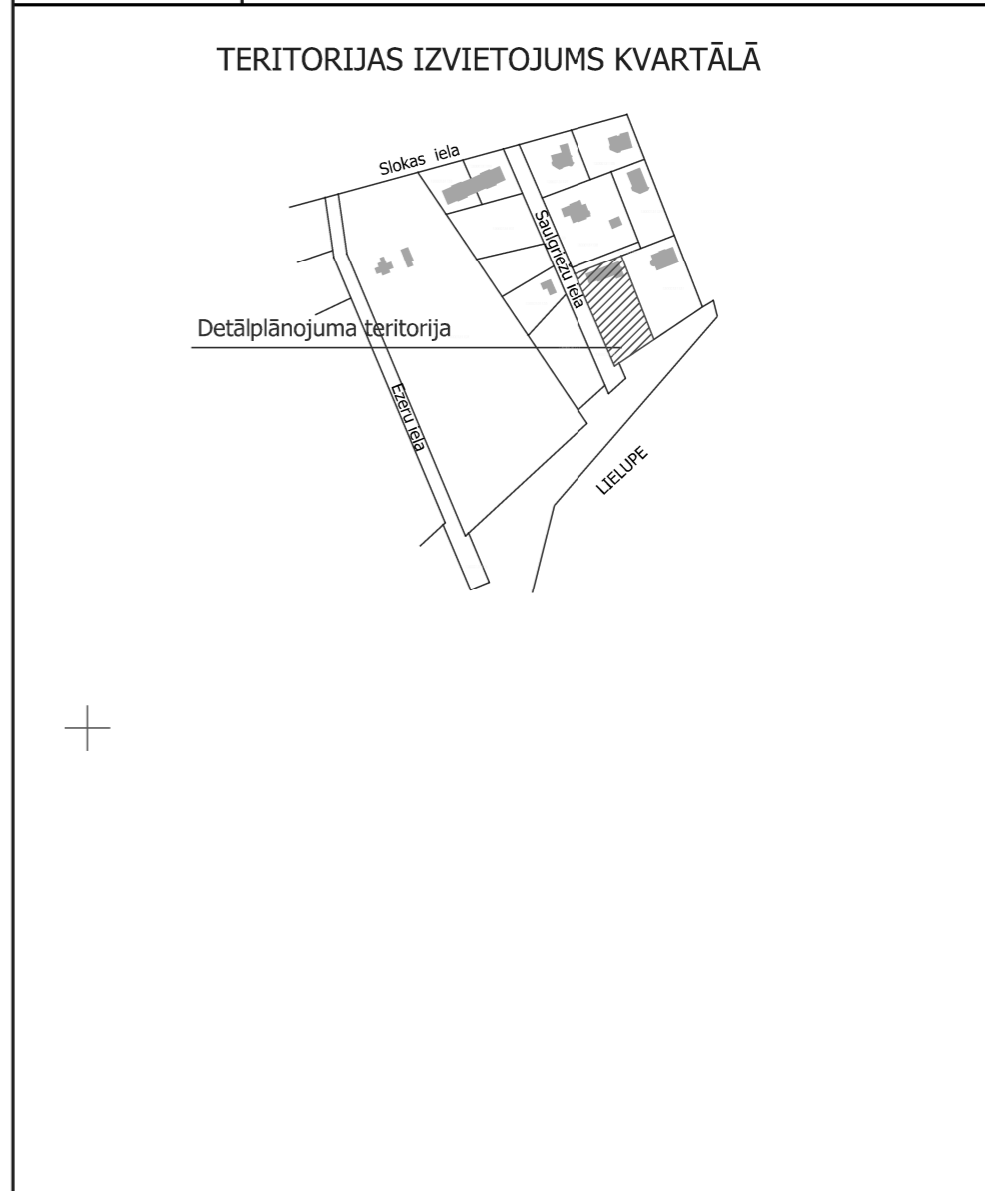 TERITORIJAS IZVIETOJUMS KVARTĀLĀ
Slokas iela
Saulgriežu iela
Detālplānojuma teritorija
Ezeru iela
LIELUPE